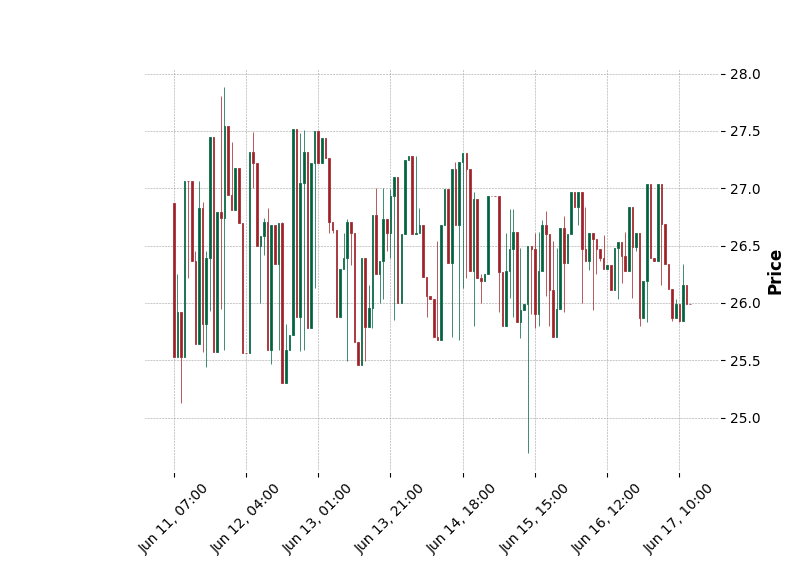 28.0
27.5
27.0
26.5
26.0
25.5
25.0
Price
Jun 11, 07:00
Jun 12, 04:00
Jun 13, 01:00
Jun 13, 21:00
Jun 14, 18:00
Jun 15, 15:00
Jun 16, 12:00
Jun 17, 10:00